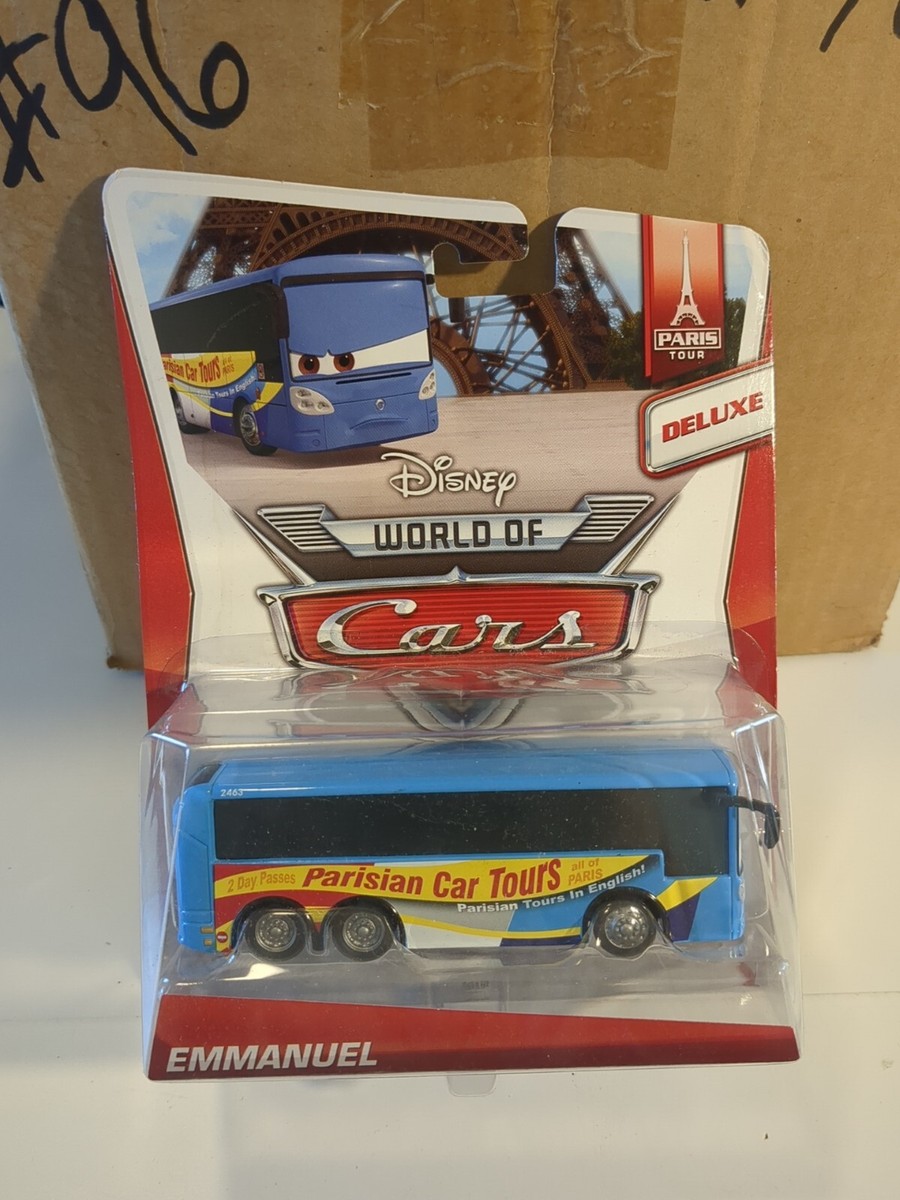 #96
PARIS
TOUR
DELUXE
Parisian Car Tours all of
PARIS
Tours In English!
Disney
WORLD OF
Cars
2463
2 Day Passes Parisian Car Tours all of
PARIS
Parisian Tours In English!
EMMANUEL